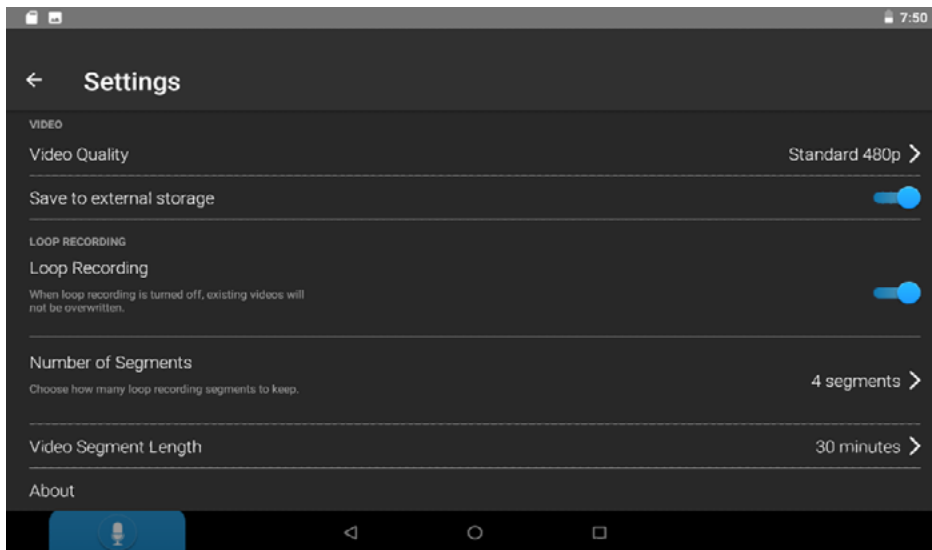 7:50
Settings
VIDEO
Video Quality
Standard 480p
Save to external storage
LOOP RECORDING
Loop Recording
When loop recording is turned off, existing videos will
not be overwritten.
Number of Segments
Choose how many loop recording segments to keep.
4 segments
Video Segment Length
30 minutes
About